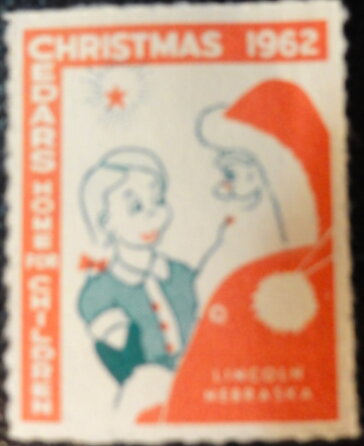 CHRISTMAS 1962
CEDARS HOME FOR CHILDREN
LINCOLN
NEBRASKA